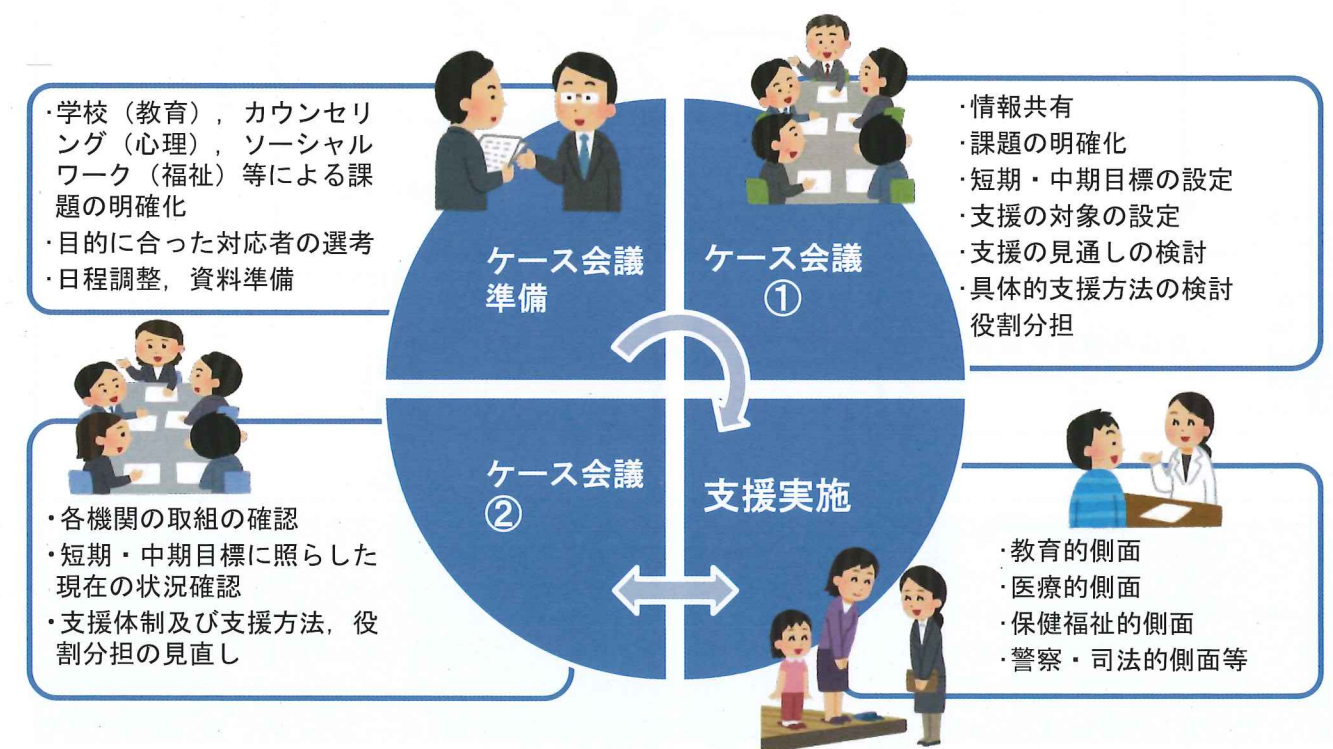 ・学校（教育），カウンセリ
ング（心理），ソーシャル
ワーク（福祉）等による課
題の明確化
・目的に合った対応者の選考
・日程調整，資料準備
ケース会議
準備
ケース会議
①
・情報共有
・課題の明確化
・短期・中期目標の設定
・支援の対象の設定
・支援の見通しの検討
・具体的支援方法の検討
役割分担
・各機関の取組の確認
・短期・中期目標に照らした
現在の状況確認
・支援体制及び支援方法，役
割分担の見直し
ケース会議
②
支援実施
・教育的側面
・医療的側面
・保健福祉的側面
・警察・司法的側面等